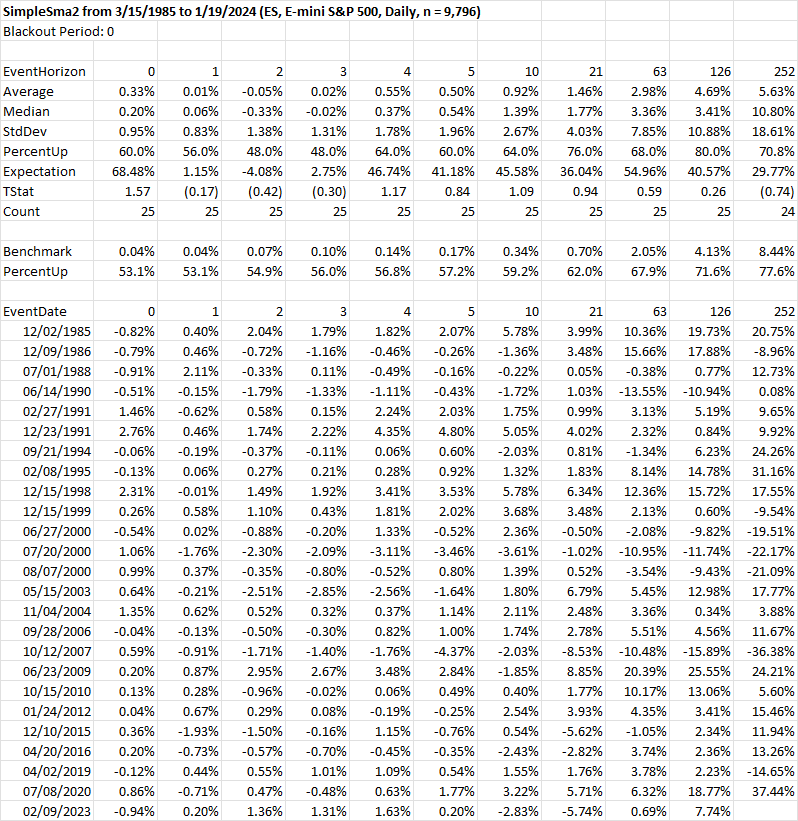 SimpleSma2 from 3/15/1985 to 1/19/2024 (ES, E-mini S&P 500, Daily, n = 9,796)
Blackout Period: 0
EventHorizon 0 1 2 3 4 5 10 21 63 126 252
Average 0.33% 0.01% -0.05% 0.02% 0.55% 0.50% 0.92% 1.46% 2.98% 4.69% 5.63%
Median 0.20% 0.06% -0.33% -0.02% 0.37% 0.54% 1.39% 1.77% 3.36% 3.41% 10.80%
StdDev 0.95% 0.83% 1.38% 1.31% 1.78% 1.96% 2.67% 4.03% 7.85% 10.88% 18.61%
PercentUp 60.0% 56.0% 48.0% 48.0% 64.0% 60.0% 64.0% 76.0% 68.0% 80.0% 70.8%
Expectation 68.48% 1.15% -4.08% 2.75% 46.74% 41.18% 45.58% 36.04% 54.96% 40.57% 29.77%
TStat 1.57 (0.17) (0.42) (0.30) 1.17 0.84 1.09 0.94 0.59 0.26 (0.74)
Count 25 25 25 25 25 25 25 25 25 25 24
Benchmark 0.04% 0.04% 0.07% 0.10% 0.14% 0.17% 0.34% 0.70% 2.05% 4.13% 8.44%
PercentUp 53.1% 53.1% 54.9% 56.0% 56.8% 57.2% 59.2% 62.0% 67.9% 71.6% 77.6%
EventDate 0 1 2 3 4 5 10 21 63 126 252
12/02/1985 -0.82% 0.40% 2.04% 1.79% 1.82% 2.07% 5.78% 3.99% 10.36% 19.73% 20.75%
12/09/1986 -0.79% 0.46% -0.72% -1.16% -0.46% -0.26% -1.36% 3.48% 15.66% 17.88% -8.96%
07/01/1988 -0.91% 2.11% -0.33% 0.11% -0.49% -0.16% -0.22% 0.05% -0.38% 0.77% 12.73%
06/14/1990 -0.51% -0.15% -1.79% -1.33% -1.11% -0.43% -1.72% 1.03% -13.55% -10.94% 0.08%
02/27/1991 1.46% -0.62% 0.58% 0.15% 2.24% 2.03% 1.75% 0.99% 3.13% 5.19% 9.65%
12/23/1991 2.76% 0.46% 1.74% 2.22% 4.35% 4.80% 5.05% 4.02% 2.32% 0.84% 9.92%
09/21/1994 -0.06% -0.19% -0.37% -0.11% 0.06% 0.60% -2.03% 0.81% -1.34% 6.23% 24.26%
02/08/1995 -0.13% 0.06% 0.27% 0.21% 0.28% 0.92% 1.32% 1.83% 8.14% 14.78% 31.16%
12/15/1998 2.31% -0.01% 1.49% 1.92% 3.41% 3.53% 5.78% 6.34% 12.36% 15.72% 17.55%
12/15/1999 0.26% 0.58% 1.10% 0.43% 1.81% 2.02% 3.68% 3.48% 2.13% 0.60% -9.54%
06/27/2000 -0.54% 0.02% -0.88% -0.20% 1.33% -0.52% 2.36% -0.50% -2.08% -9.82% -19.51%
07/20/2000 1.06% -1.76% -2.30% -2.09% -3.11% -3.46% -3.61% -1.02% -10.95% -11.74% -22.17%
08/07/2000 0.99% 0.37% -0.35% -0.80% -0.52% 0.80% 1.39% 0.52% -3.54% -9.43% -21.09%
05/15/2003 0.64% -0.21% -2.51% -2.85% -2.56% -1.64% 1.80% 6.79% 5.45% 12.98% 17.77%
11/04/2004 1.35% 0.62% 0.52% 0.32% 0.37% 1.14% 2.11% 2.48% 3.36% 0.34% 3.88%
09/28/2006 -0.04% -0.13% -0.50% -0.30% 0.82% 1.00% 1.74% 2.78% 5.51% 4.56% 11.67%
10/12/2007 0.59% -0.91% -1.71% -1.40% -1.76% -4.37% -2.03% -8.53% -10.48% -15.89% -36.38%
06/23/2009 0.20% 0.87% 2.95% 2.67% 3.48% 2.84% -1.85% 8.85% 20.39% 25.55% 24.21%
10/15/2010 0.13% 0.28% -0.96% -0.02% 0.06% 0.49% 0.40% 1.77% 10.17% 13.06% 5.60%
01/24/2012 0.04% 0.67% 0.29% 0.08% -0.19% -0.25% 2.54% 3.93% 4.35% 3.41% 15.46%
12/10/2015 0.36% -1.93% -1.50% -0.16% 1.15% -0.76% 0.54% -5.62% -1.05% 2.34% 11.94%
04/20/2016 0.20% -0.73% -0.57% -0.70% -0.45% -0.35% -2.43% -2.82% 3.74% 2.36% 13.26%
04/02/2019 -0.12% 0.44% 0.55% 1.01% 1.09% 0.54% 1.55% 1.76% 3.78% 2.23% -14.65%
07/08/2020 0.86% -0.71% 0.47% -0.48% 0.63% 1.77% 3.22% 5.71% 6.32% 18.77% 37.44%
02/09/2023 -0.94% 0.20% 1.36% 1.31% 1.63% 0.20% -2.83% -5.74% 0.69% 7.74%